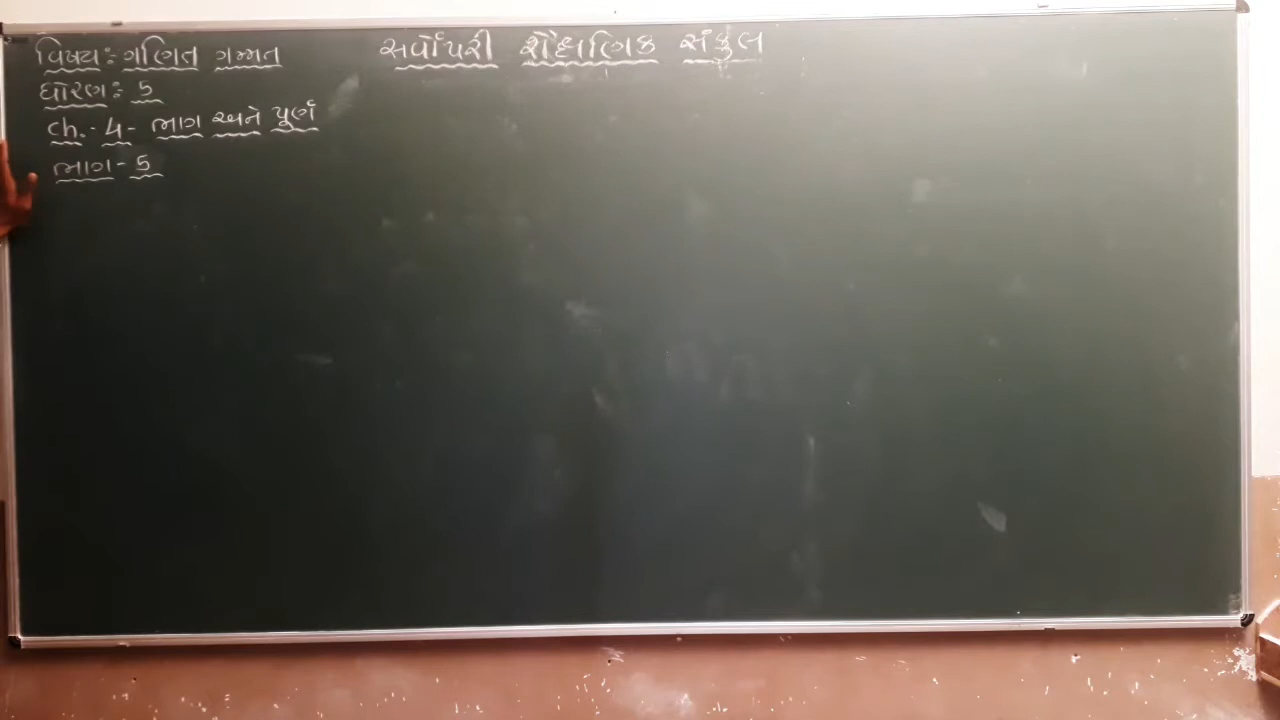 સર્વોપરી શૈક્ષણિક સંકુલ
વિષય:- ગણિત ગમ્મત
ધોરણ:- 5
ch.- 4 - ભાગ અને પૂર્ણ
ભાગ - 5